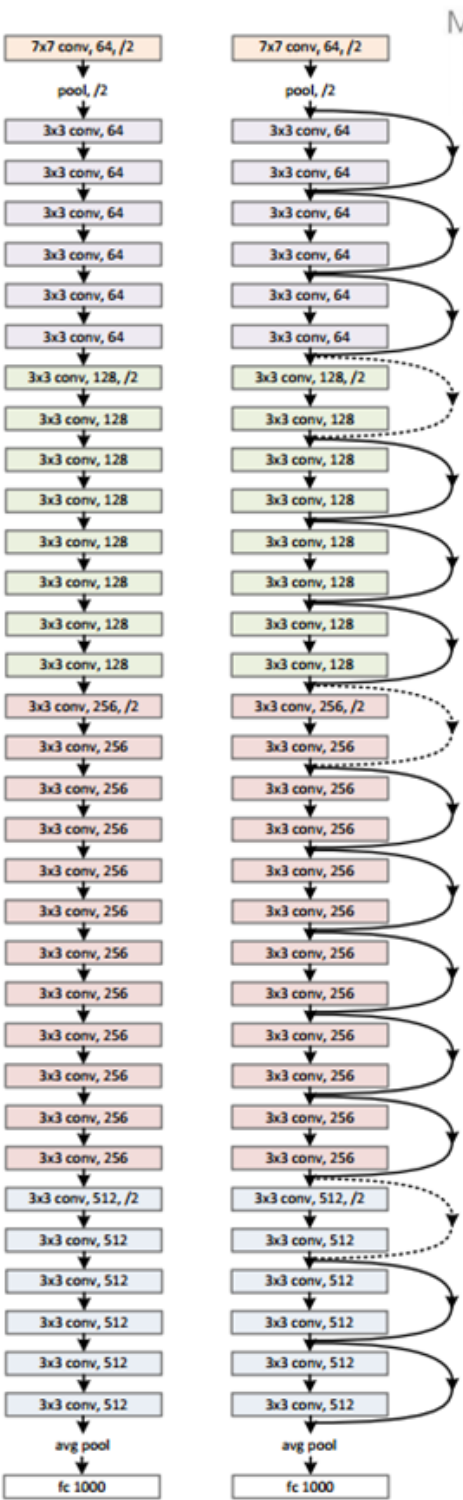 M
7x7 conv, 64, /2
pool, /2
3x3 conv, 64
3x3 conv, 64
3x3 conv, 64
3x3 conv, 64
3x3 conv, 64
3x3 conv, 64
3x3 conv, 128, /2
3x3 conv, 128
3x3 conv, 128
3x3 conv, 128
3x3 conv, 128
3x3 conv, 128
3x3 conv, 128
3x3 conv, 128
3x3 conv, 256, /2
3x3 conv, 256
3x3 conv, 256
3x3 conv, 256
3x3 conv, 256
3x3 conv, 256
3x3 conv, 256
3x3 conv, 256
3x3 conv, 256
3x3 conv, 256
3x3 conv, 256
3x3 conv, 256
3x3 conv, 512, /2
3x3 conv, 512
3x3 conv, 512
3x3 conv, 512
3x3 conv, 512
3x3 conv, 512
avg pool
fc 1000
7x7 conv, 64, /2
pool, /2
3x3 conv, 64
3x3 conv, 64
3x3 conv, 64
3x3 conv, 64
3x3 conv, 64
3x3 conv, 64
3x3 conv, 128, /2
3x3 conv, 128
3x3 conv, 128
3x3 conv, 128
3x3 conv, 128
3x3 conv, 128
3x3 conv, 128
3x3 conv, 128
3x3 conv, 256, /2
3x3 conv, 256
3x3 conv, 256
3x3 conv, 256
3x3 conv, 256
3x3 conv, 256
3x3 conv, 256
3x3 conv, 256
3x3 conv, 256
3x3 conv, 256
3x3 conv, 256
3x3 conv, 256
3x3 conv, 512, /2
3x3 conv, 512
3x3 conv, 512
3x3 conv, 512
3x3 conv, 512
3x3 conv, 512
avg pool
fc 1000